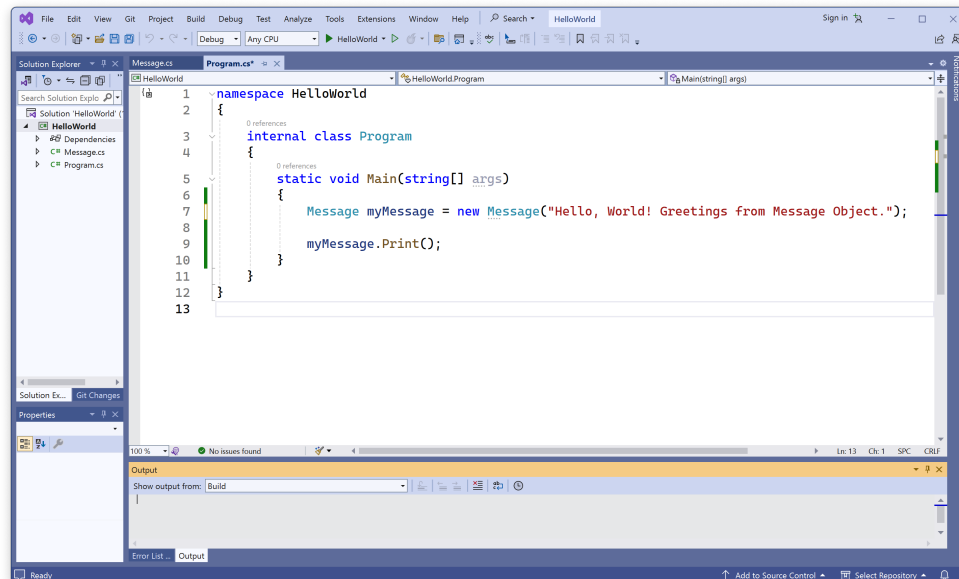 File Edit View Git Project Build Debug Test Analyze Tools Extensions Window Help Search HelloWorld Sign in
Debug Any CPU HelloWorld
Solution Explorer
Message.cs Program.cs*
HelloWorld HelloWorld.Program Main(string[] args)
Search Solution Explo
Solution 'HelloWorld' (
HelloWorld
Dependencies
C# Message.cs
C# Program.cs
1 namespace HelloWorld
2 {
0 references
3 internal class Program
4 {
0 references
5 static void Main(string[] args)
6 {
7 Message myMessage = new Message("Hello, World! Greetings from Message Object.");
8
9 myMessage.Print();
10 }
11 }
12 }
13
Notifications
Solution Ex... Git Changes
Properties
100 % No issues found Ln: 13 Ch: 1 SPC CRLF
Output
Show output from: Build
Error List ... Output
Ready Add to Source Control Select Repository